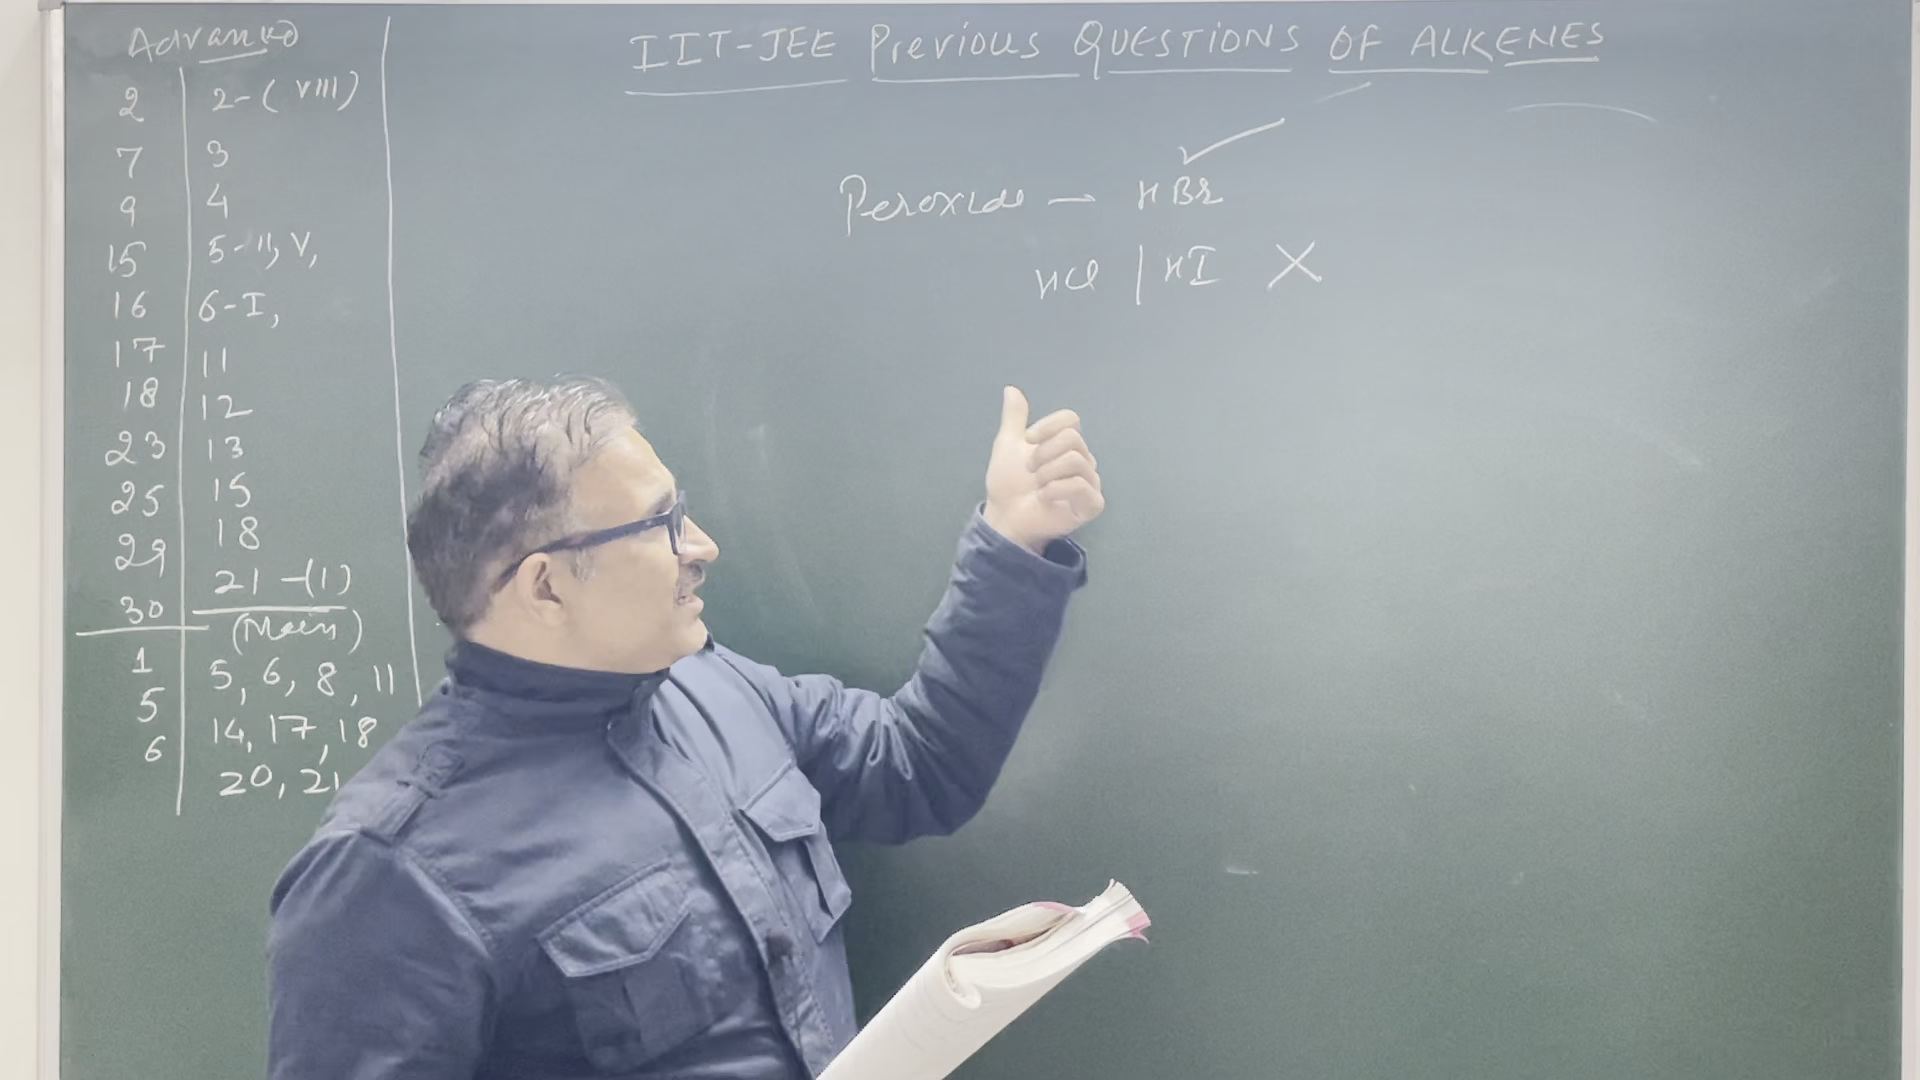 Advanced
IIT-JEE Previous QUESTIONS OF ALKENES
2 2-(VIII)
7 3
9 4
15 5-II, V,
16 6-I,
17 11
18 12
23 13
25 15
29 18
30 21-(1)
(Main)
1 5, 6, 8, 11
5 14, 17, 18
6 20, 21
Peroxide — HBr ✓
HCl | HI X